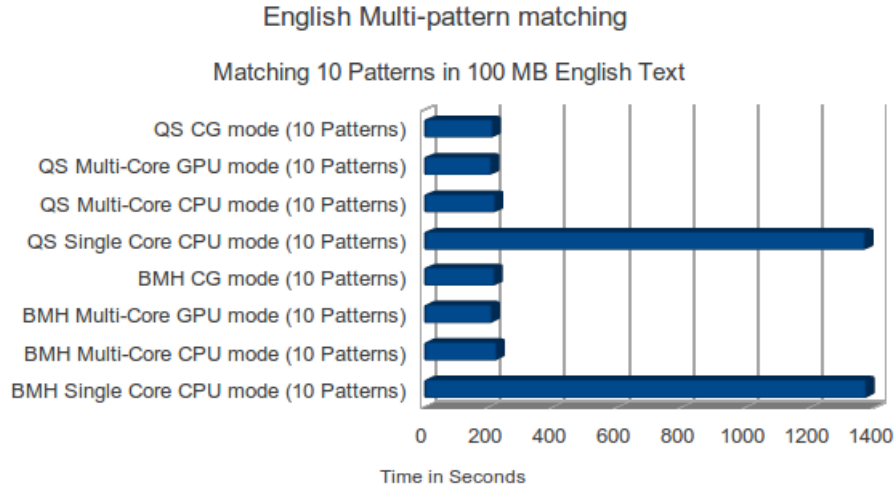 English Multi-pattern matching
Matching 10 Patterns in 100 MB English Text
QS CG mode (10 Patterns)
QS Multi-Core GPU mode (10 Patterns)
QS Multi-Core CPU mode (10 Patterns)
QS Single Core CPU mode (10 Patterns)
BMH CG mode (10 Patterns)
BMH Multi-Core GPU mode (10 Patterns)
BMH Multi-Core CPU mode (10 Patterns)
BMH Single Core CPU mode (10 Patterns)
0 200 400 600 800 1000 1200 1400
Time in Seconds